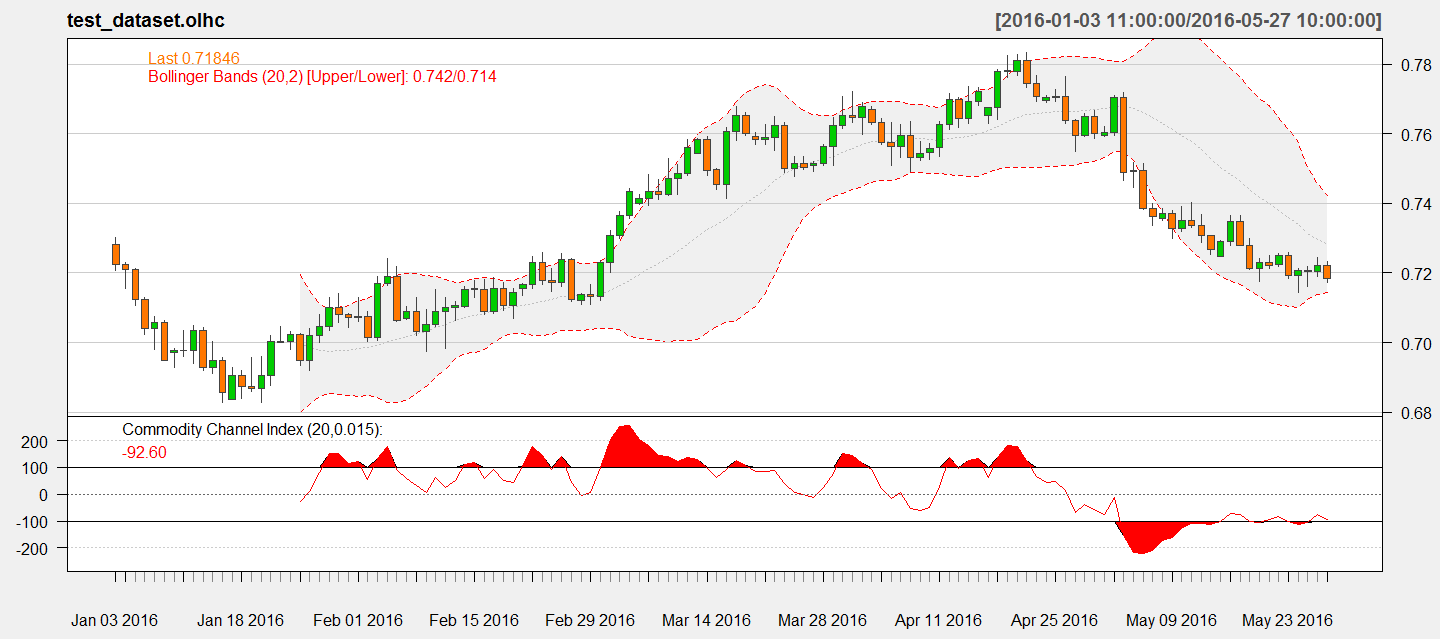 test_dataset.olhc
[2016-01-03 11:00:00/2016-05-27 10:00:00]
Last 0.71846
Bollinger Bands (20,2) [Upper/Lower]: 0.742/0.714
0.78
0.76
0.74
0.72
0.70
0.68
Commodity Channel Index (20,0.015):
-92.60
200
100
0
-100
-200
Jan 03 2016 Jan 18 2016 Feb 01 2016 Feb 15 2016 Feb 29 2016 Mar 14 2016 Mar 28 2016 Apr 11 2016 Apr 25 2016 May 09 2016 May 23 2016